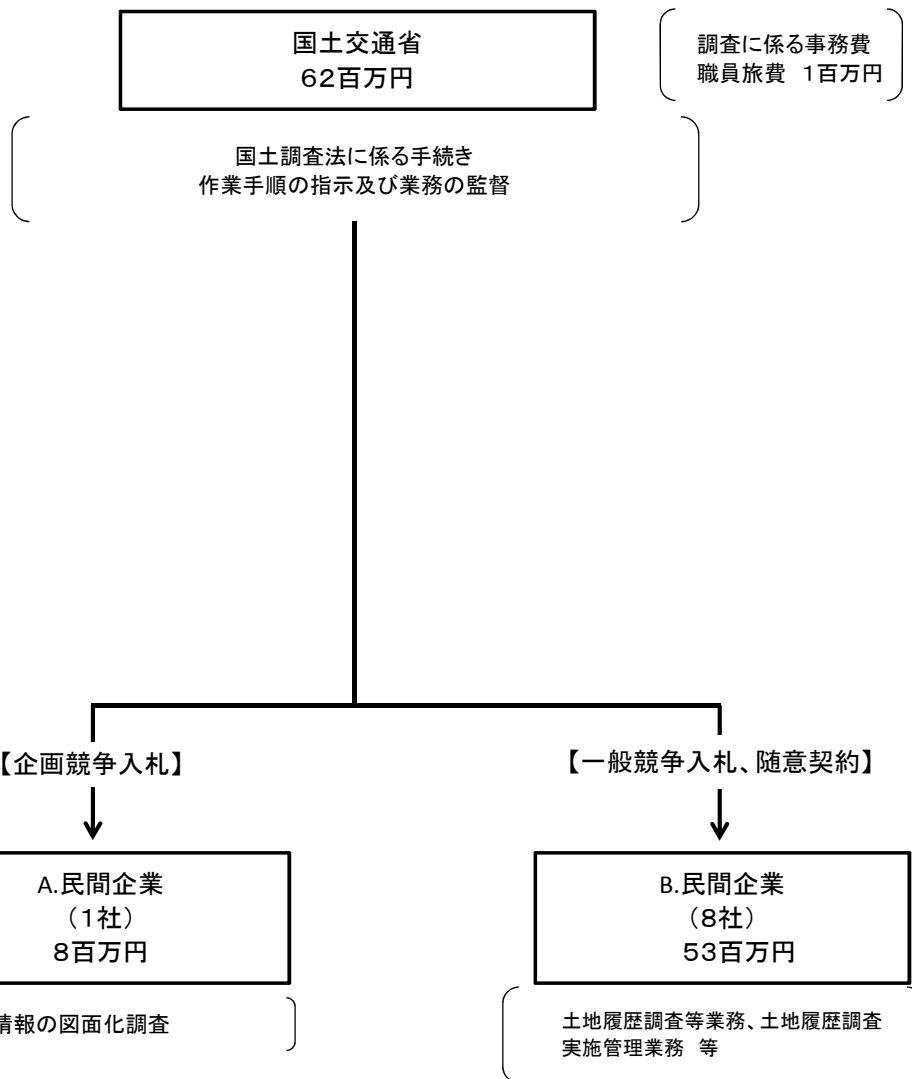 国土交通省
62百万円
調査に係る事務費
職員旅費 1百万円
国土調査法に係る手続き
作業手順の指示及び業務の監督
【企画競争入札】
【一般競争入札、随意契約】
A.民間企業
（1社）
8百万円
B.民間企業
（8社）
53百万円
情報の図面化調査
土地履歴調査等業務、土地履歴調査
実施管理業務 等